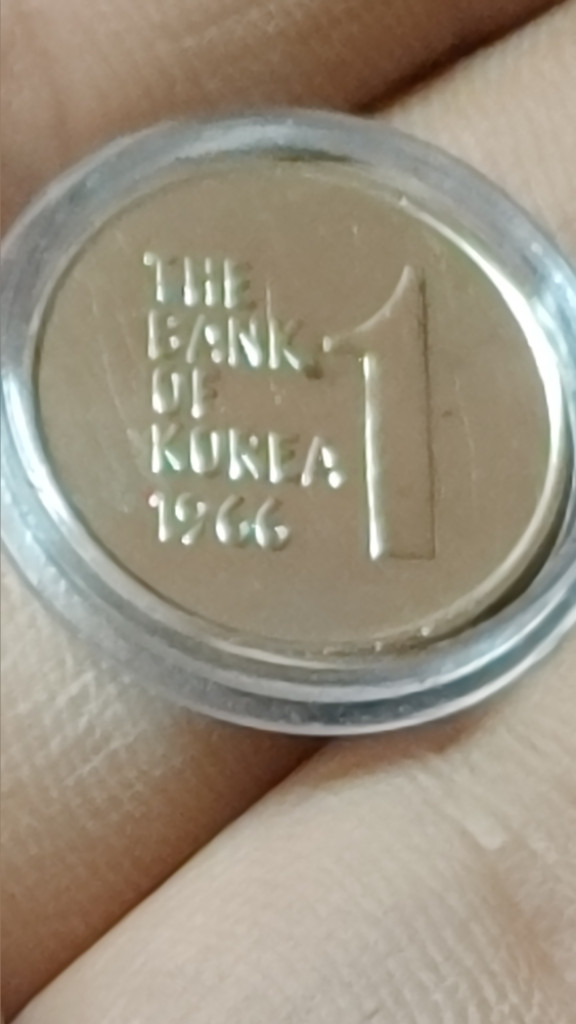 THE
BANK
OF
KOREA
1966
1